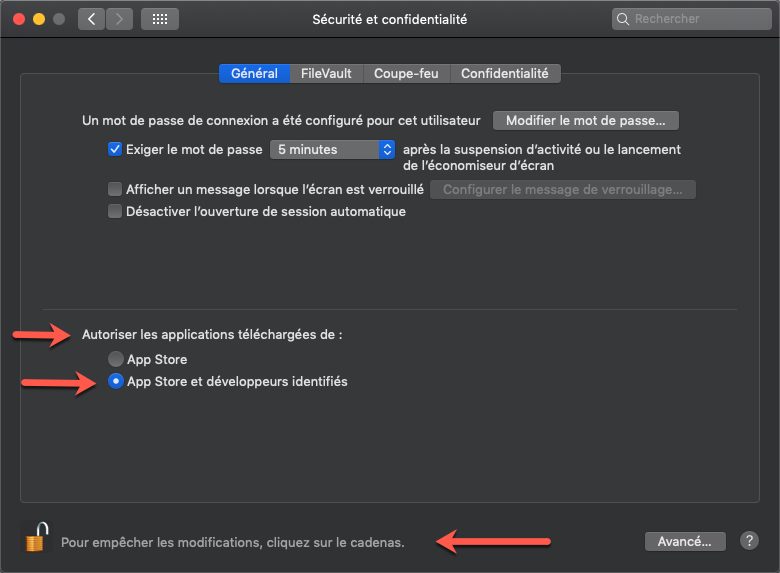 Sécurité et confidentialité
Rechercher
Général
FileVault
Coupe-feu
Confidentialité
Un mot de passe de connexion a été configuré pour cet utilisateur
Modifier le mot de passe...
Exiger le mot de passe
5 minutes
après la suspension d’activité ou le lancement
de l’économiseur d’écran
Afficher un message lorsque l’écran est verrouillé
Configurer le message de verrouillage...
Désactiver l’ouverture de session automatique
Autoriser les applications téléchargées de :
App Store
App Store et développeurs identifiés
Pour empêcher les modifications, cliquez sur le cadenas.
Avancé...
?